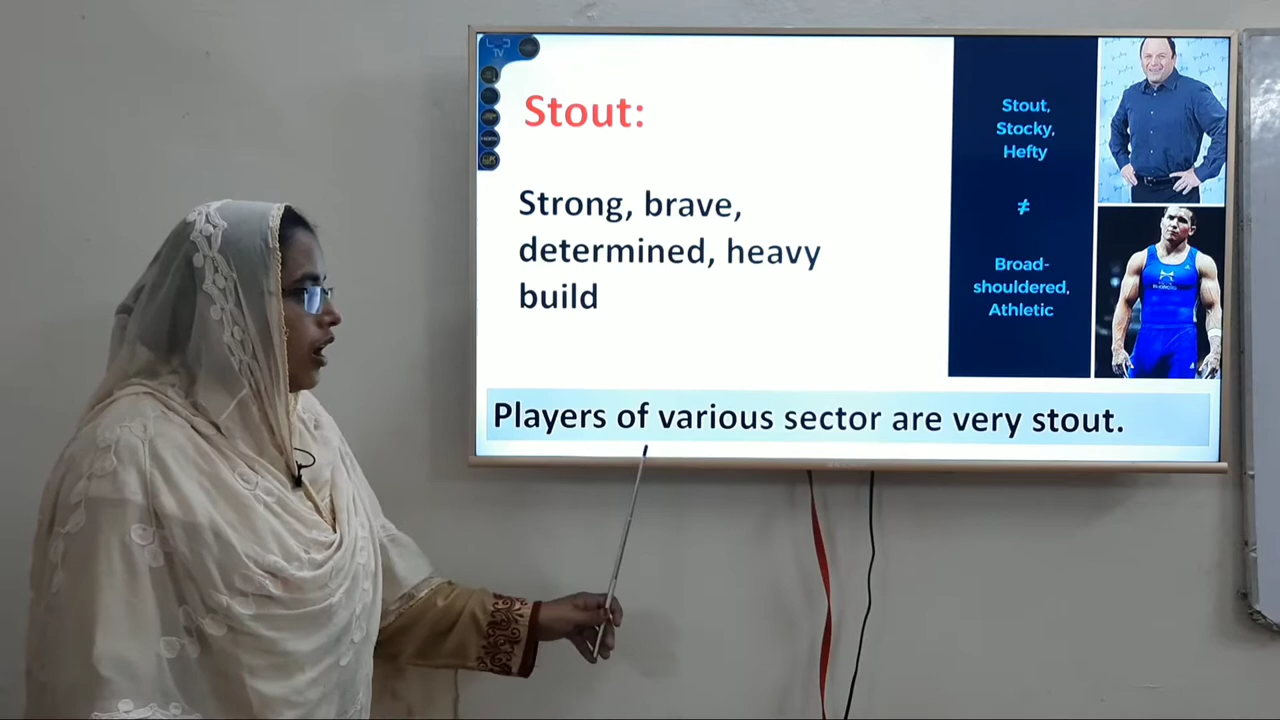 TV
Stout:
Strong, brave,
determined, heavy
build
Stout,
Stocky,
Hefty
≠
Broad-
shouldered,
Athletic
Players of various sector are very stout.